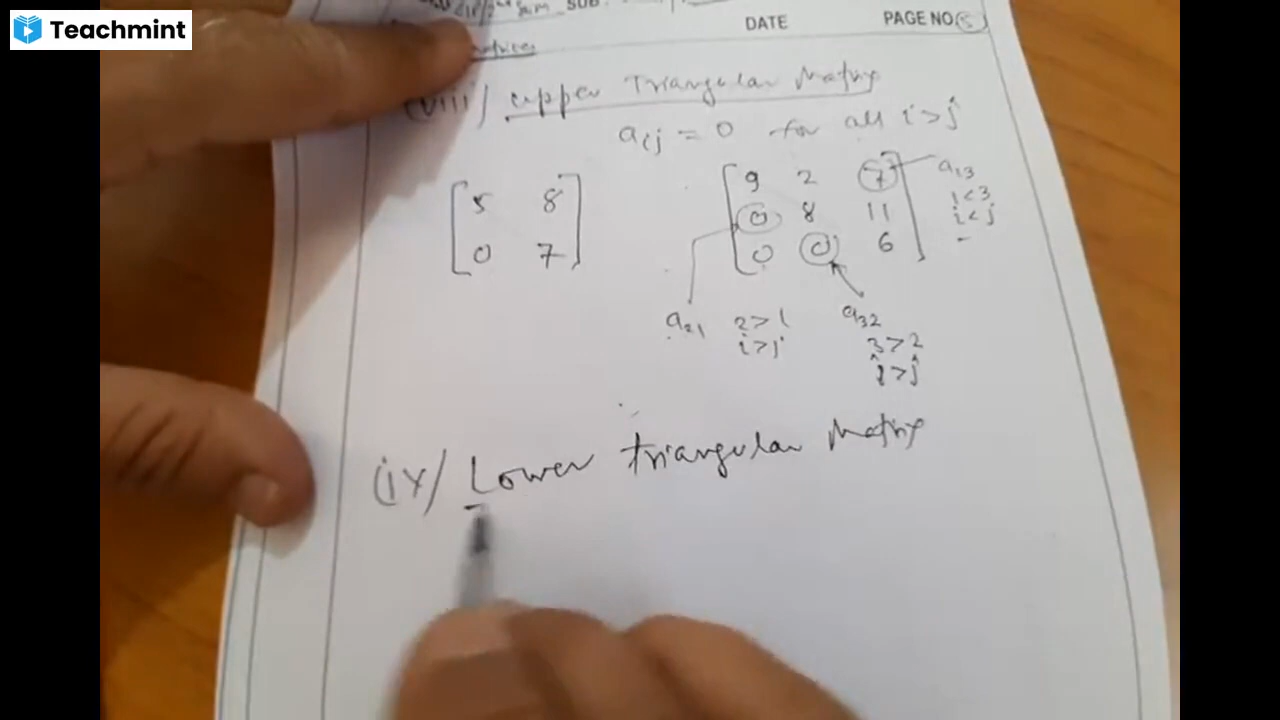 Teachmint
SUB.
DATE PAGE NO. 5
(viii) Upper Triangular Matrix
aij = 0 for all i > j
[5 8
0 7]
[9 2 7
0 8 11
0 0 6]
a13
1<3
i<j
a21 2>1
i>j
a32
3>2
i>j
(ix) Lower Triangular Matrix